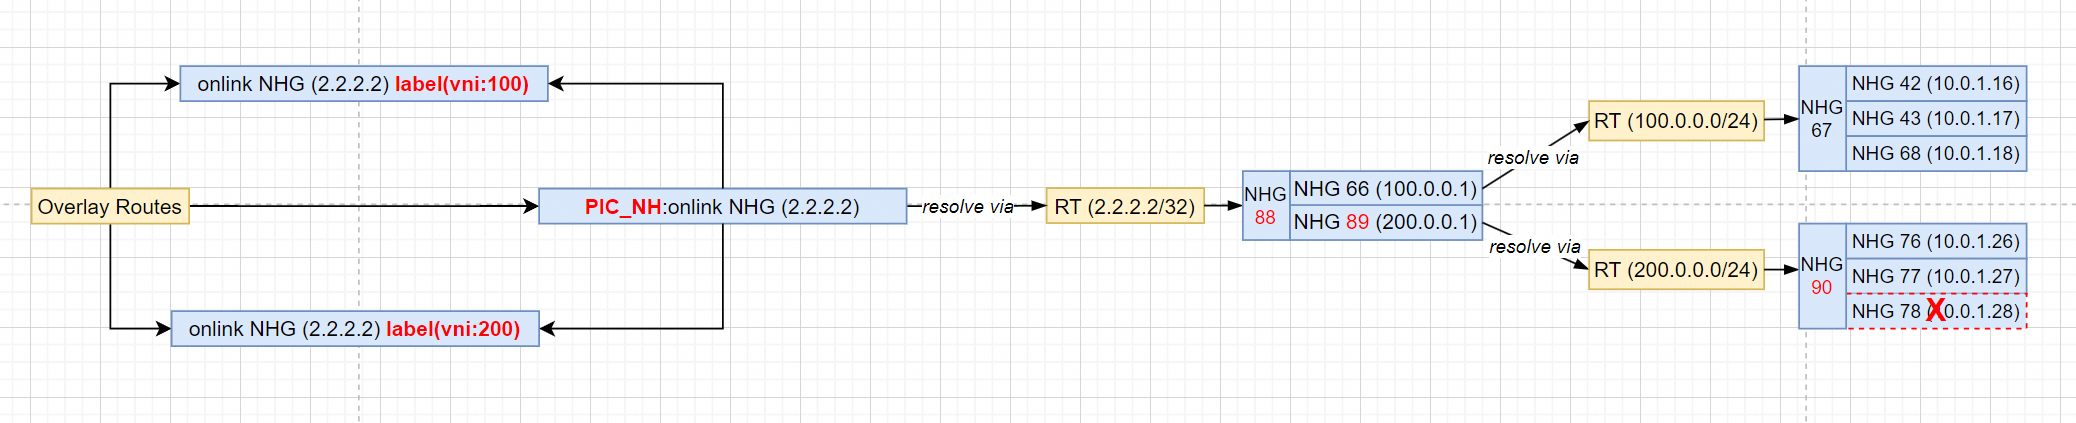 onlink NHG (2.2.2.2) label(vni:100)
Overlay Routes
PIC_NH:onlink NHG (2.2.2.2)
onlink NHG (2.2.2.2) label(vni:200)
resolve via
RT (2.2.2.2/32)
NHG
88
NHG 66 (100.0.0.1)
NHG 89 (200.0.0.1)
resolve via
resolve via
RT (100.0.0.0/24)
RT (200.0.0.0/24)
NHG
67
NHG 42 (10.0.1.16)
NHG 43 (10.0.1.17)
NHG 68 (10.0.1.18)
NHG
90
NHG 76 (10.0.1.26)
NHG 77 (10.0.1.27)
NHG 78 (10.0.1.28)
X